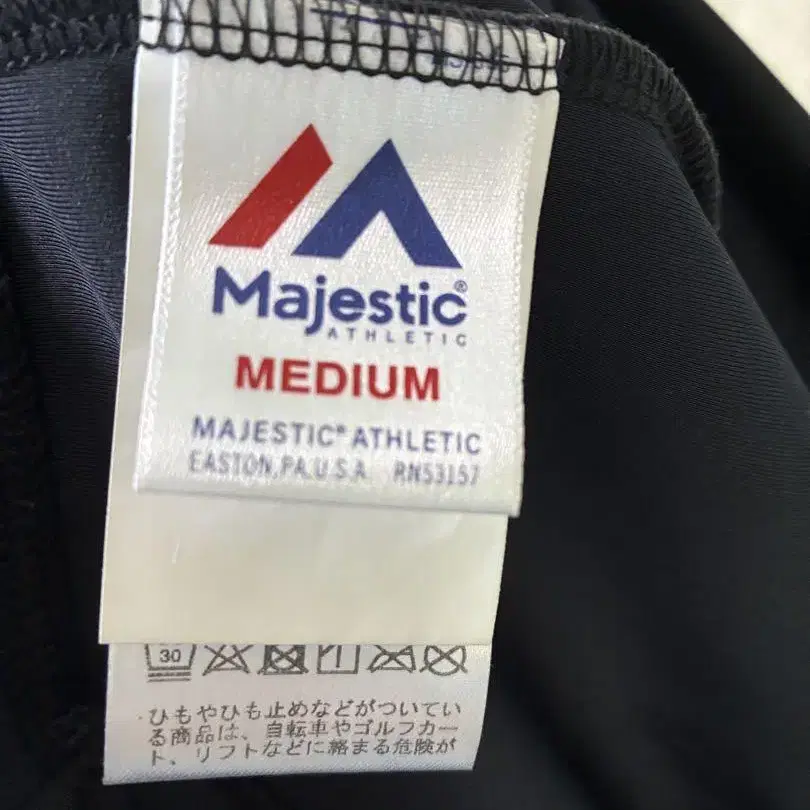 Majestic®
ATHLETIC
MEDIUM
MAJESTIC® ATHLETIC
EASTON,PA,U.S.A RN53157
30
ひもやひも止めなどがついてい
る商品は、自転車やゴルフカー
ト、リフトなどに絡まる危険が